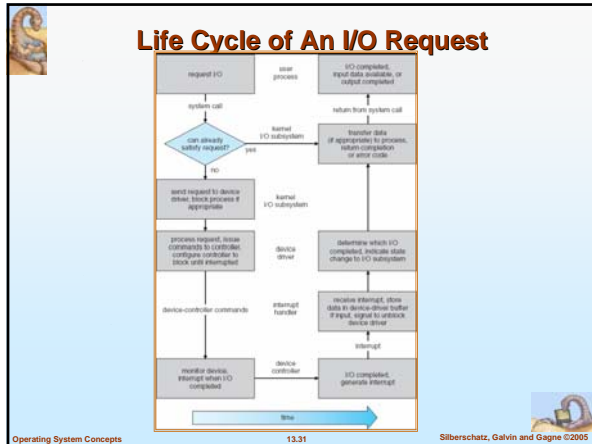 Life Cycle of An I/O Request
request I/O
user
process
I/O completed,
input data available, or
output completed
system call
return from system call
kernel
I/O subsystem
can already
satisfy request?
yes
transfer data
(if appropriate) to process,
return completion
or error code
no
send request to device
driver, block process if
appropriate
kernel
I/O subsystem
process request, issue
commands to controller,
configure controller to
block until interrupted
device
driver
determine which I/O
completed, indicate state
change to I/O subsystem
device-controller commands
interrupt
handler
receive interrupt, store
data in device-driver buffer
if input, signal to unblock
device driver
interrupt
monitor device,
interrupt when I/O
completed
device
controller
I/O completed,
generate interrupt
time
Operating System Concepts
13.31
Silberschatz, Galvin and Gagne ©2005